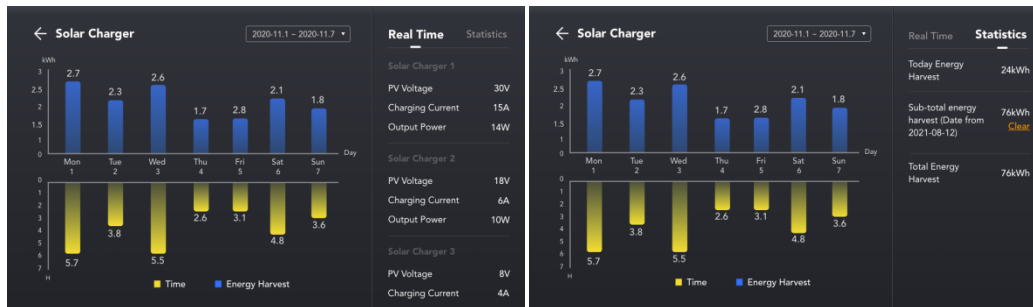 Solar Charger
2020-11.1 ~ 2020-11.7
Real Time Statistics
kWh
3
2.5
2
1.5
1
0
2.7
2.3
2.6
1.7
2.8
2.1
1.8
Mon Tue Wed Thu Fri Sat Sun Day
1 2 3 4 5 6 7
0
1
2
3
4
5
6
7
H
5.7
3.8
5.5
2.6
3.1
4.8
3.6
Time Energy Harvest
Solar Charger 1
PV Voltage 30V
Charging Current 15A
Output Power 14W
Solar Charger 2
PV Voltage 18V
Charging Current 6A
Output Power 10W
Solar Charger 3
PV Voltage 8V
Charging Current 4A
Solar Charger
2020-11.1 ~ 2020-11.7
Real Time Statistics
kWh
3
2.5
2
1.5
1
0
2.7
2.3
2.6
1.7
2.8
2.1
1.8
Mon Tue Wed Thu Fri Sat Sun Day
1 2 3 4 5 6 7
0
1
2
3
4
5
6
7
H
5.7
3.8
5.5
2.6
3.1
4.8
3.6
Time Energy Harvest
Today Energy
Harvest
24kWh
Sub-total energy
harvest (Date from
2021-08-12)
76kWh
Clear
Total Energy
Harvest
76kWh